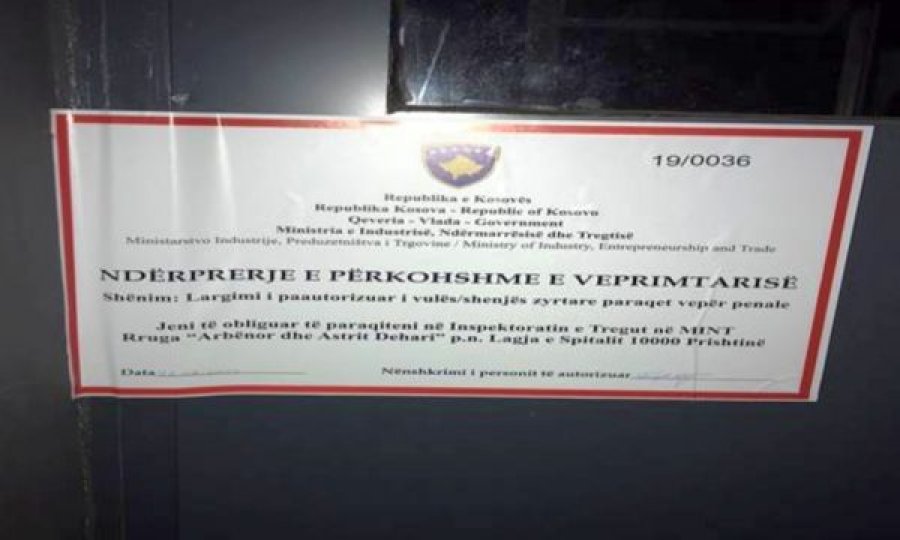 19/0036
Republika e Kosovës
Republika Kosova - Republic of Kosovo
Qeveria - Vlada - Government
Ministria e Industrisë, Ndërmarrësisë dhe Tregtisë
Ministarstvo Industrije, Preduzetništva i Trgovine / Ministry of Industry, Entrepreneurship and Trade
NDËRPRERJE E PËRKOHSHME E VEPRIMTARISË
Shënim: Largimi i paautorizuar i vulës/shenjës zyrtare paraqet vepër penale
Jeni të obliguar të paraqiteni në Inspektoratin e Tregut në MINT
Rruga "Arbënor dhe Astrit Dehari" p.n. Lagja e Spitalit 10000 Prishtinë
Data
Nënshkrimi i personit të autorizuar